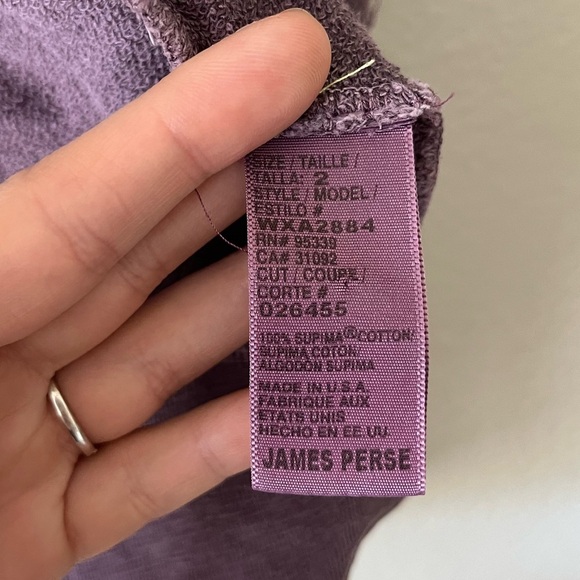 SIZE / TAILLE /
TALLA 2
STYLE / MODEL /
ESTILO #
WXA2884
RN# 95339
CA# 31092
CUT / COUPE /
CORTE #
026455
100% SUPIMA®COTTON/
SUPIMA COTON/
ALGODON SUPIMA
MADE IN U.S.A.
FABRIQUE AUX
ETATS UNIS
HECHO EN EE.UU
JAMES PERSE